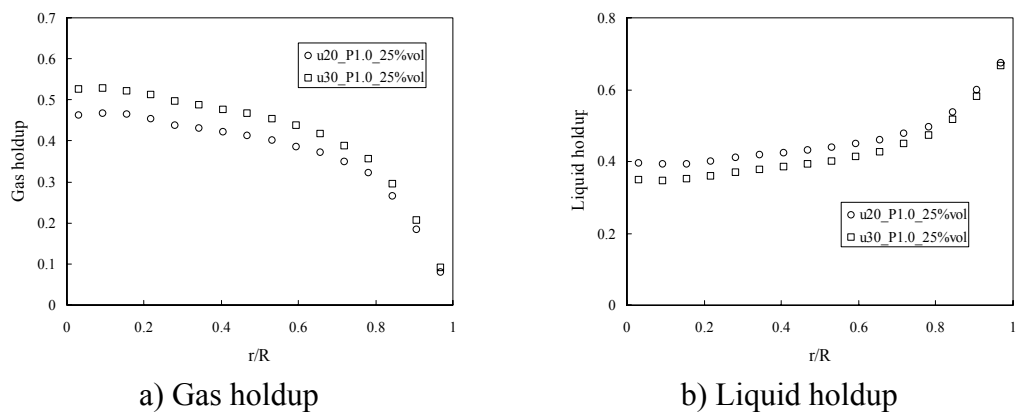 0.7
0.6
0.5
0.4
0.3
0.2
0.1
0
Gas holdup
u20_P1.0_25%vol
u30_P1.0_25%vol
0 0.2 0.4 0.6 0.8 1
r/R
a) Gas holdup
0.8
0.6
0.4
0.2
0
Liquid holdup
u20_P1.0_25%vol
u30_P1.0_25%vol
0 0.2 0.4 0.6 0.8 1
r/R
b) Liquid holdup